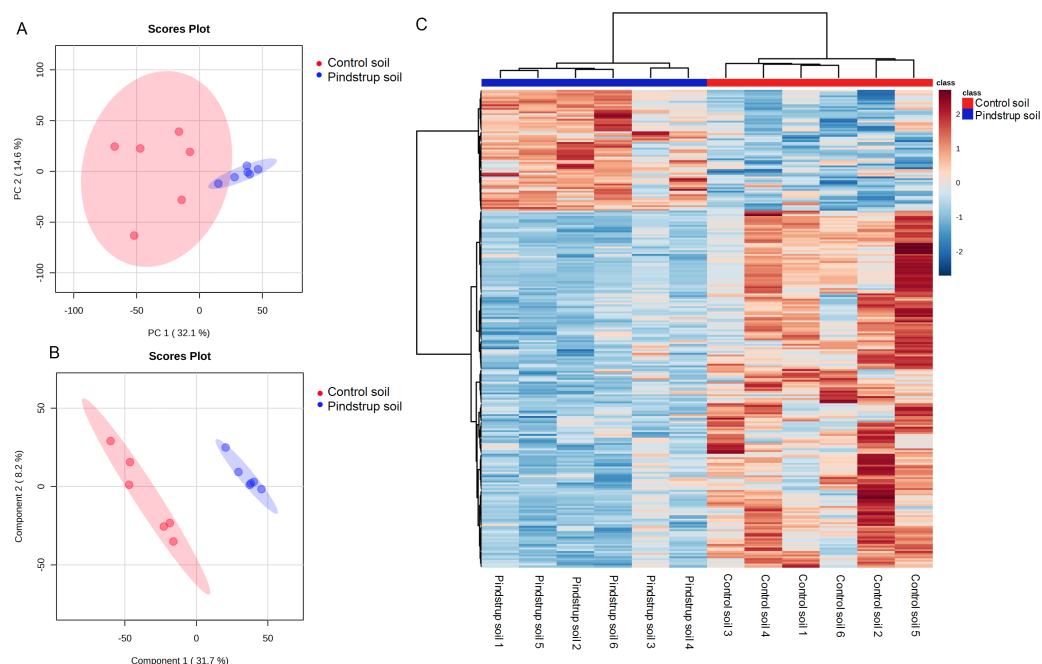 A
Scores Plot
Control soil
Pindstrup soil
PC 2 ( 14.6 %)
100
50
0
-50
-100
-100
-50
0
50
PC 1 ( 32.1 %)
B
Scores Plot
Control soil
Pindstrup soil
Component 2 ( 8.2 %)
50
0
-50
-50
0
50
Component 1 ( 31.7 %)
C
class
class
Control soil
Pindstrup soil
2
1
0
-1
-2
Pindstrup soil 1
Pindstrup soil 5
Pindstrup soil 2
Pindstrup soil 6
Pindstrup soil 3
Pindstrup soil 4
Control soil 3
Control soil 4
Control soil 1
Control soil 6
Control soil 2
Control soil 5